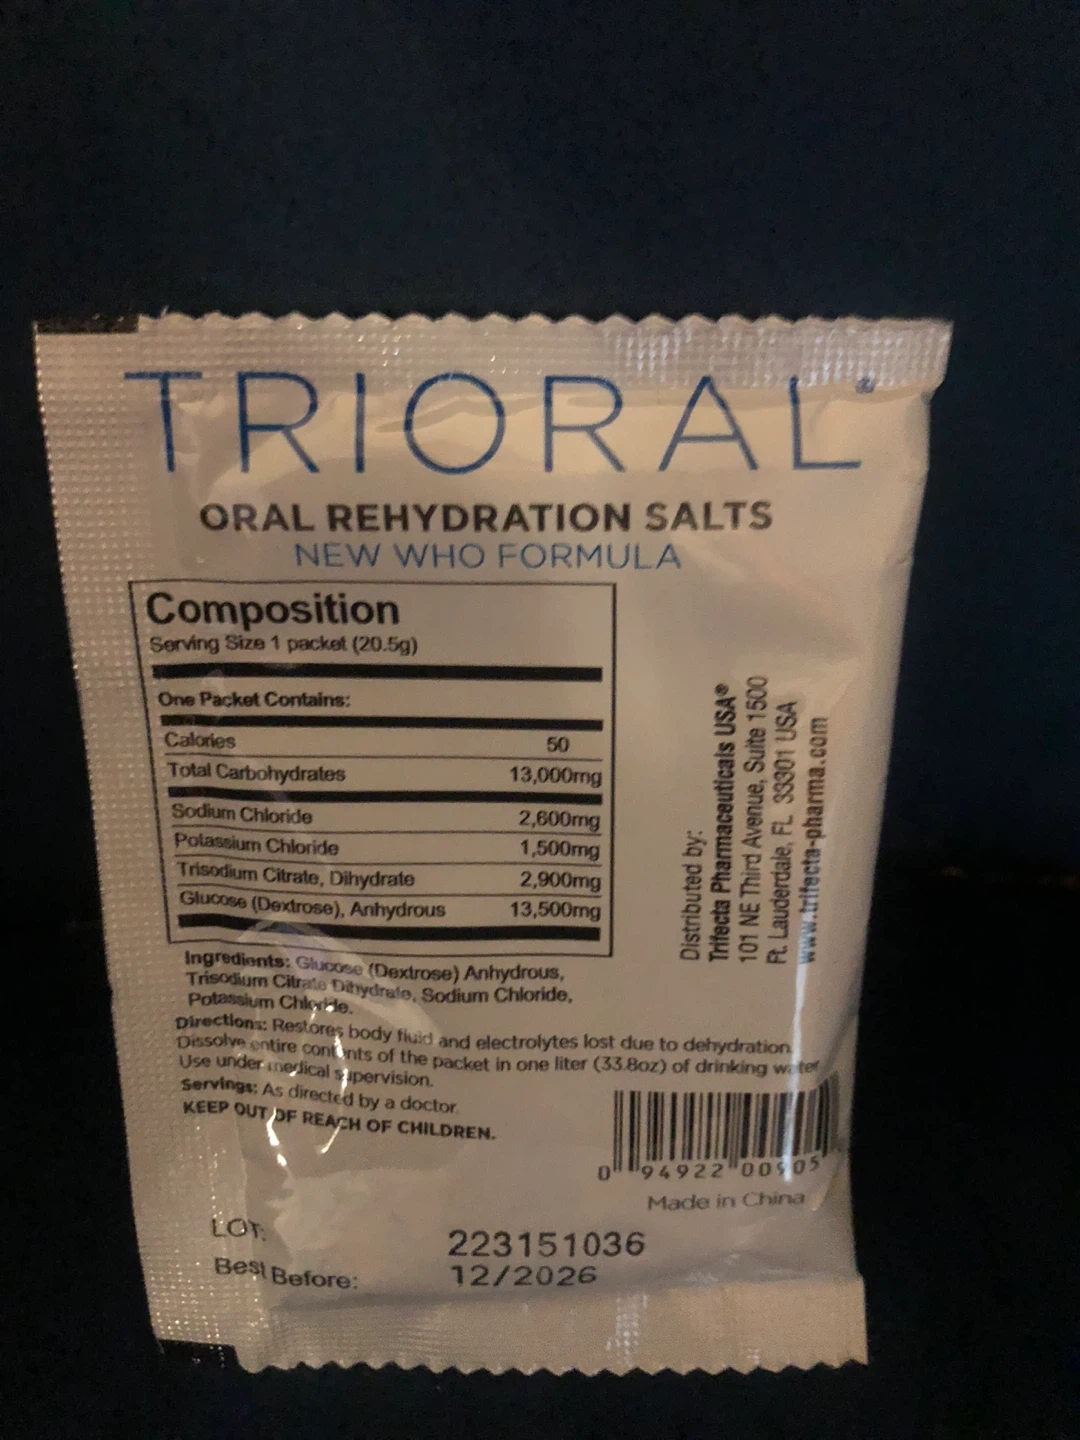 TRIORAL®
ORAL REHYDRATION SALTS
NEW WHO FORMULA
Composition
Serving Size 1 packet (20.5g)
One Packet Contains:
Calories 50
Total Carbohydrates 13,000mg
Sodium Chloride 2,600mg
Potassium Chloride 1,500mg
Trisodium Citrate, Dihydrate 2,900mg
Glucose (Dextrose), Anhydrous 13,500mg
Ingredients: Glucose (Dextrose) Anhydrous,
Trisodium Citrate Dihydrate, Sodium Chloride,
Potassium Chloride.
Directions: Restores body fluid and electrolytes lost due to dehydration.
Dissolve entire contents of the packet in one liter (33.8oz) of drinking water
Use under medical supervision.
Servings: As directed by a doctor.
KEEP OUT OF REACH OF CHILDREN.
Distributed by:
Trifecta Pharmaceuticals USA®
101 NE Third Avenue, Suite 1500
Ft. Lauderdale, FL 33301 USA
www.trifecta-pharma.com
0 94922 00905
Made in China
LOT: 223151036
Best Before: 12/2026